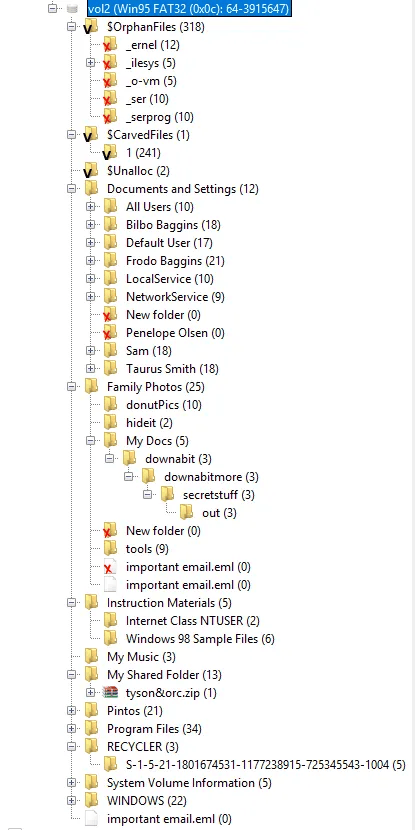 vol2 (Win95 FAT32 (0x0c): 64-3915647)
$OrphanFiles (318)
_ernel (12)
_ilesys (5)
_o-vm (5)
_ser (10)
_serprog (10)
$CarvedFiles (1)
1 (241)
$Unalloc (2)
Documents and Settings (12)
All Users (10)
Bilbo Baggins (18)
Default User (17)
Frodo Baggins (21)
LocalService (10)
NetworkService (9)
New folder (0)
Penelope Olsen (0)
Sam (18)
Taurus Smith (18)
Family Photos (25)
donutPics (10)
hideit (2)
My Docs (5)
downabit (3)
downabitmore (3)
secretstuff (3)
out (3)
New folder (0)
tools (9)
important email.eml (0)
important email.eml (0)
Instruction Materials (5)
Internet Class NTUSER (2)
Windows 98 Sample Files (6)
My Music (3)
My Shared Folder (13)
tyson&orc.zip (1)
Pintos (21)
Program Files (34)
RECYCLER (3)
S-1-5-21-1801674531-1177238915-725345543-1004 (5)
System Volume Information (5)
WINDOWS (22)
important email.eml (0)